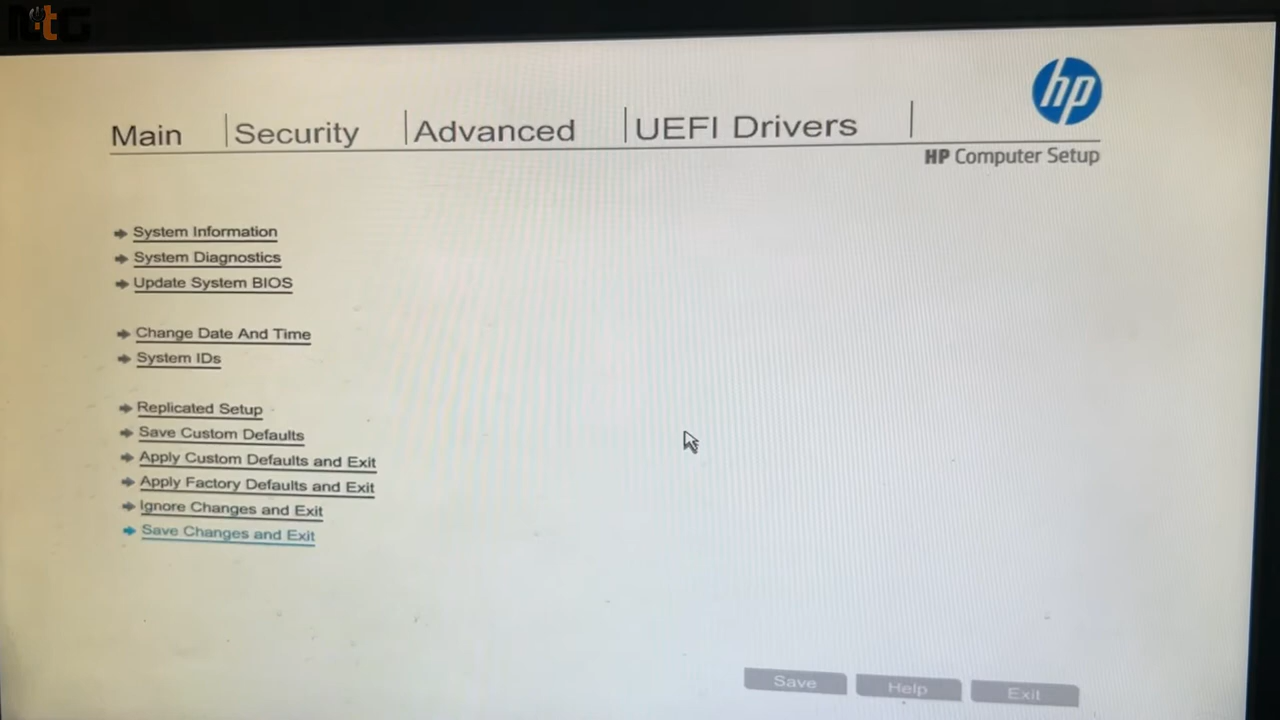 NtG
hp
Main
Security
Advanced
UEFI Drivers
HP Computer Setup
System Information
System Diagnostics
Update System BIOS
Change Date And Time
System IDs
Replicated Setup
Save Custom Defaults
Apply Custom Defaults and Exit
Apply Factory Defaults and Exit
Ignore Changes and Exit
Save Changes and Exit
Save
Help
Exit